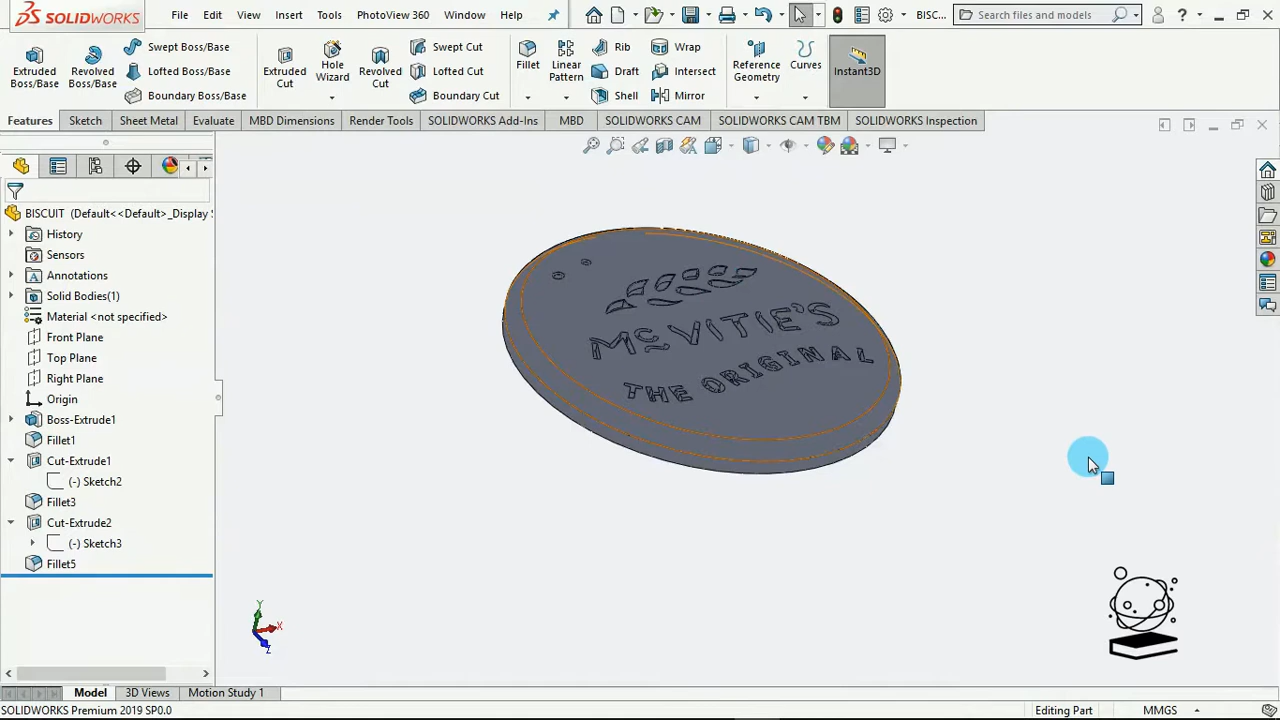 SOLIDWORKS File Edit View Insert Tools PhotoView 360 Window Help BISC... Search files and models ?
Extruded Boss/Base Revolved Boss/Base Swept Boss/Base Lofted Boss/Base Boundary Boss/Base Extruded Cut Hole Wizard Revolved Cut Swept Cut Lofted Cut Boundary Cut Fillet Linear Pattern Rib Draft Shell Wrap Intersect Mirror Reference Geometry Curves Instant3D
Features Sketch Sheet Metal Evaluate MBD Dimensions Render Tools SOLIDWORKS Add-Ins MBD SOLIDWORKS CAM SOLIDWORKS CAM TBM SOLIDWORKS Inspection
BISCUIT (Default<<Default>_Display S
History
Sensors
Annotations
Solid Bodies(1)
Material <not specified>
Front Plane
Top Plane
Right Plane
Origin
Boss-Extrude1
Fillet1
Cut-Extrude1
(-) Sketch2
Fillet3
Cut-Extrude2
(-) Sketch3
Fillet5
McVITIE'S
THE ORIGINAL
Y
X
Z
Model 3D Views Motion Study 1
SOLIDWORKS Premium 2019 SP0.0 Editing Part MMGS